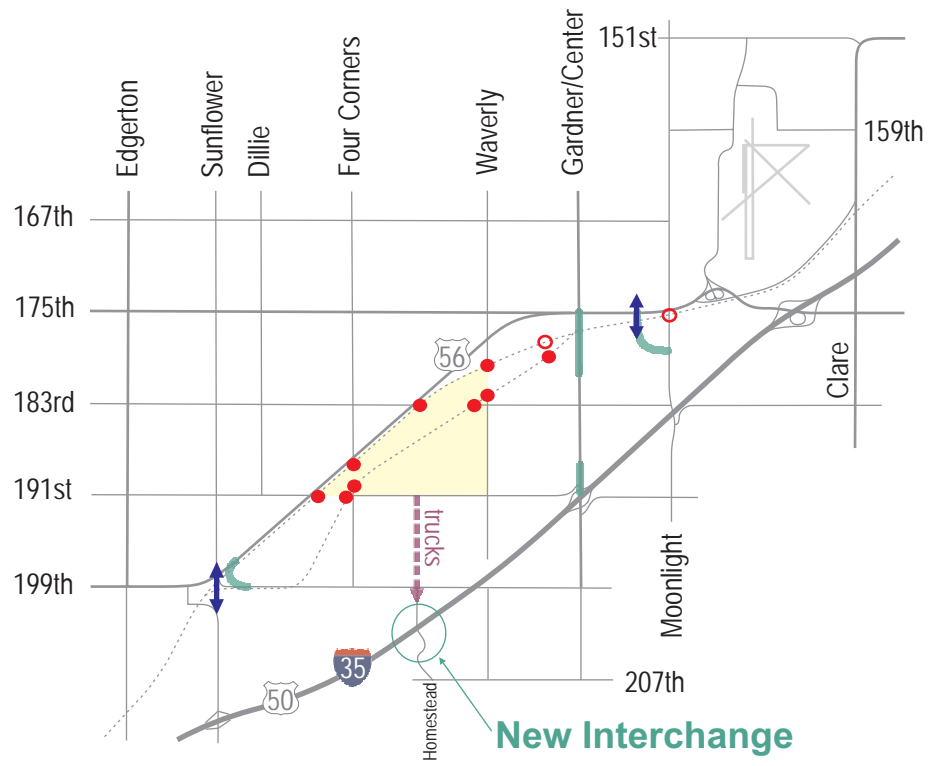 151st
Edgerton
Sunflower
Dillie
Four Corners
Waverly
Gardner/Center
159th
167th
175th
56
Clare
183rd
191st
trucks
199th
Moonlight
35
207th
50
Homestead
New Interchange